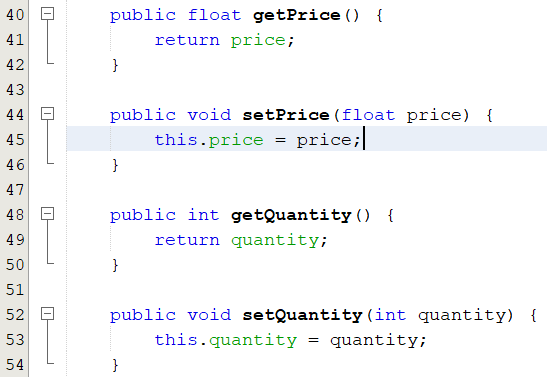 40 public float getPrice() {
41 return price;
42 }
43
44 public void setPrice(float price) {
45 this.price = price;
46 }
47
48 public int getQuantity() {
49 return quantity;
50 }
51
52 public void setQuantity(int quantity) {
53 this.quantity = quantity;
54 }